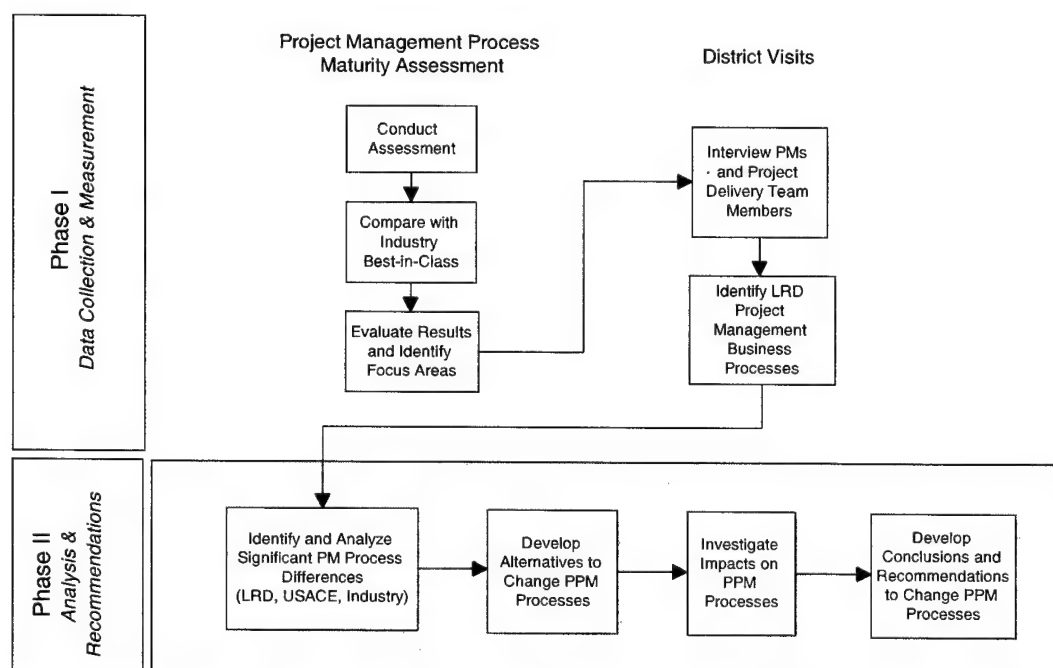 Project Management Process
Maturity Assessment
District Visits
Phase I
Data Collection & Measurement
Conduct
Assessment
Compare with
Industry
Best-in-Class
Evaluate Results
and Identify
Focus Areas
Interview PMs
and Project
Delivery Team
Members
Identify LRD
Project
Management
Business
Processes
Phase II
Analysis &
Recommendations
Identify and Analyze
Significant PM Process
Differences
(LRD, USACE, Industry)
Develop
Alternatives to
Change PPM
Processes
Investigate
Impacts on
PPM
Processes
Develop
Conclusions and
Recommendations
to Change PPM
Processes